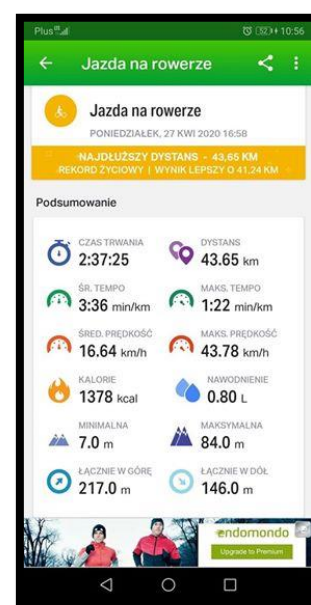 Plus 52 10:56
Jazda na rowerze
Jazda na rowerze
PONIEDZIAŁEK, 27 KWI 2020 16:58
NAJDŁUŻSZY DYSTANS - 43,65 KM
REKORD ŻYCIOWY | WYNIK LEPSZY O 41,24 KM
Podsumowanie
CZAS TRWANIA DYSTANS
2:37:25 43.65 km
ŚR. TEMPO MAKS. TEMPO
3:36 min/km 1:22 min/km
ŚRED. PRĘDKOŚĆ MAKS. PRĘDKOŚĆ
16.64 km/h 43.78 km/h
KALORIE NAWODNIENIE
1378 kcal 0.80 L
MINIMALNA MAKSYMALNA
7.0 m 84.0 m
ŁĄCZNIE W GÓRĘ ŁĄCZNIE W DÓŁ
217.0 m 146.0 m
endomondo
Upgrade to Premium